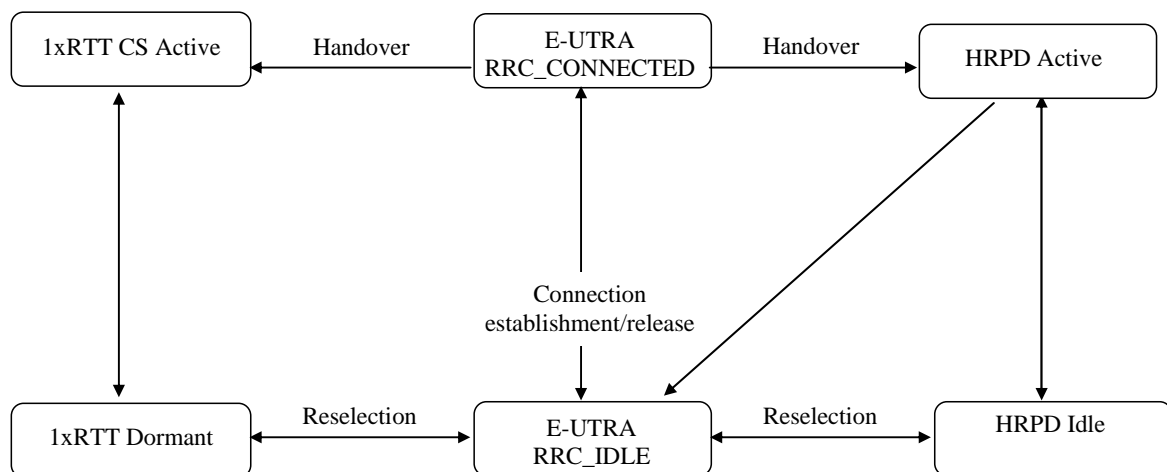 1xRTT CS Active
Handover
E-UTRA
RRC_CONNECTED
Handover
HRPD Active
Connection
establishment/release
1xRTT Dormant
Reselection
E-UTRA
RRC_IDLE
Reselection
HRPD Idle